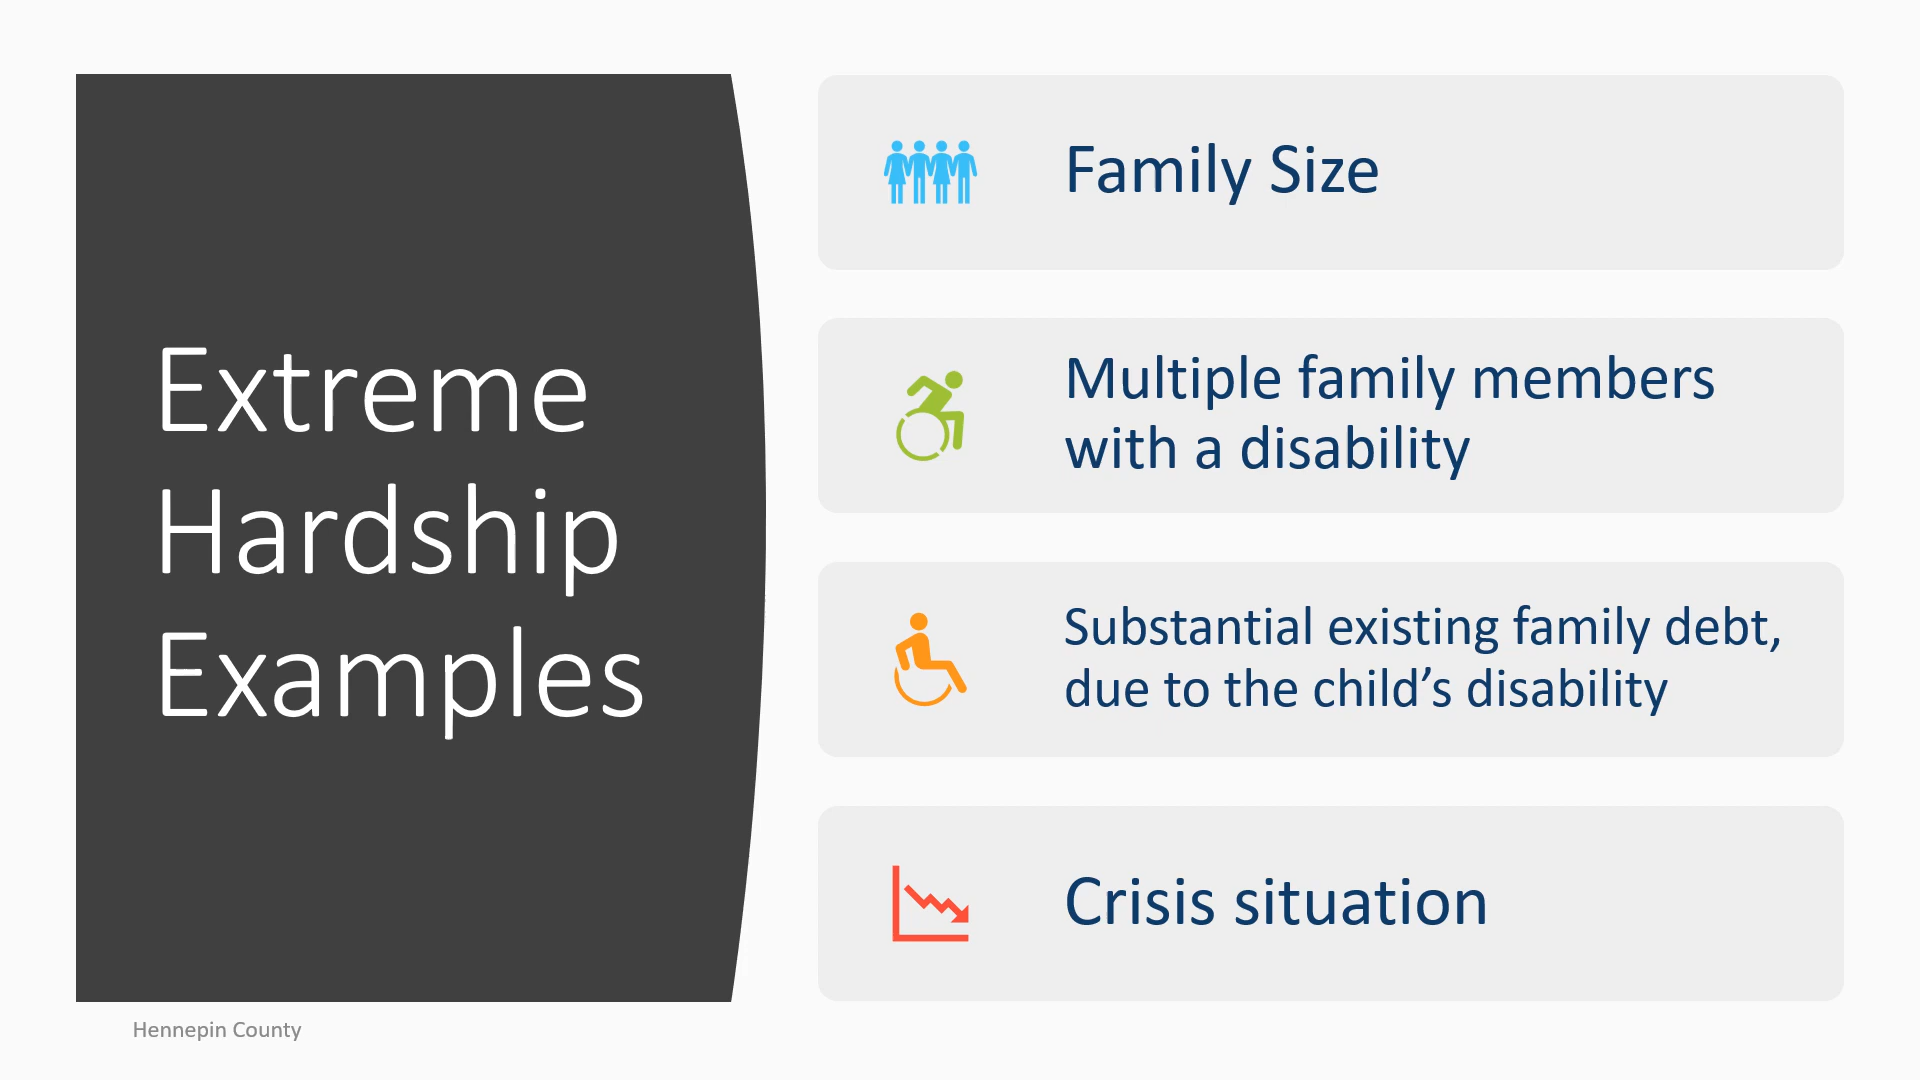 Extreme
Hardship
Examples
Family Size
Multiple family members
with a disability
Substantial existing family debt,
due to the child’s disability
Crisis situation
Hennepin County